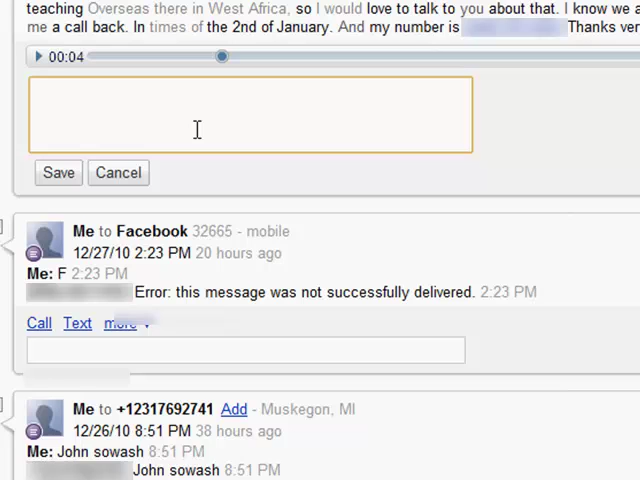 teaching Overseas there in West Africa, so I would love to talk to you about that. I know we a
me a call back. In times of the 2nd of January. And my number is Thanks ver
00:04
Save Cancel
Me to Facebook 32665 - mobile
12/27/10 2:23 PM 20 hours ago
Me: F 2:23 PM
Error: this message was not successfully delivered. 2:23 PM
Call Text more
Me to +12317692741 Add - Muskegon, MI
12/26/10 8:51 PM 38 hours ago
Me: John sowash 8:51 PM
John sowash 8:51 PM